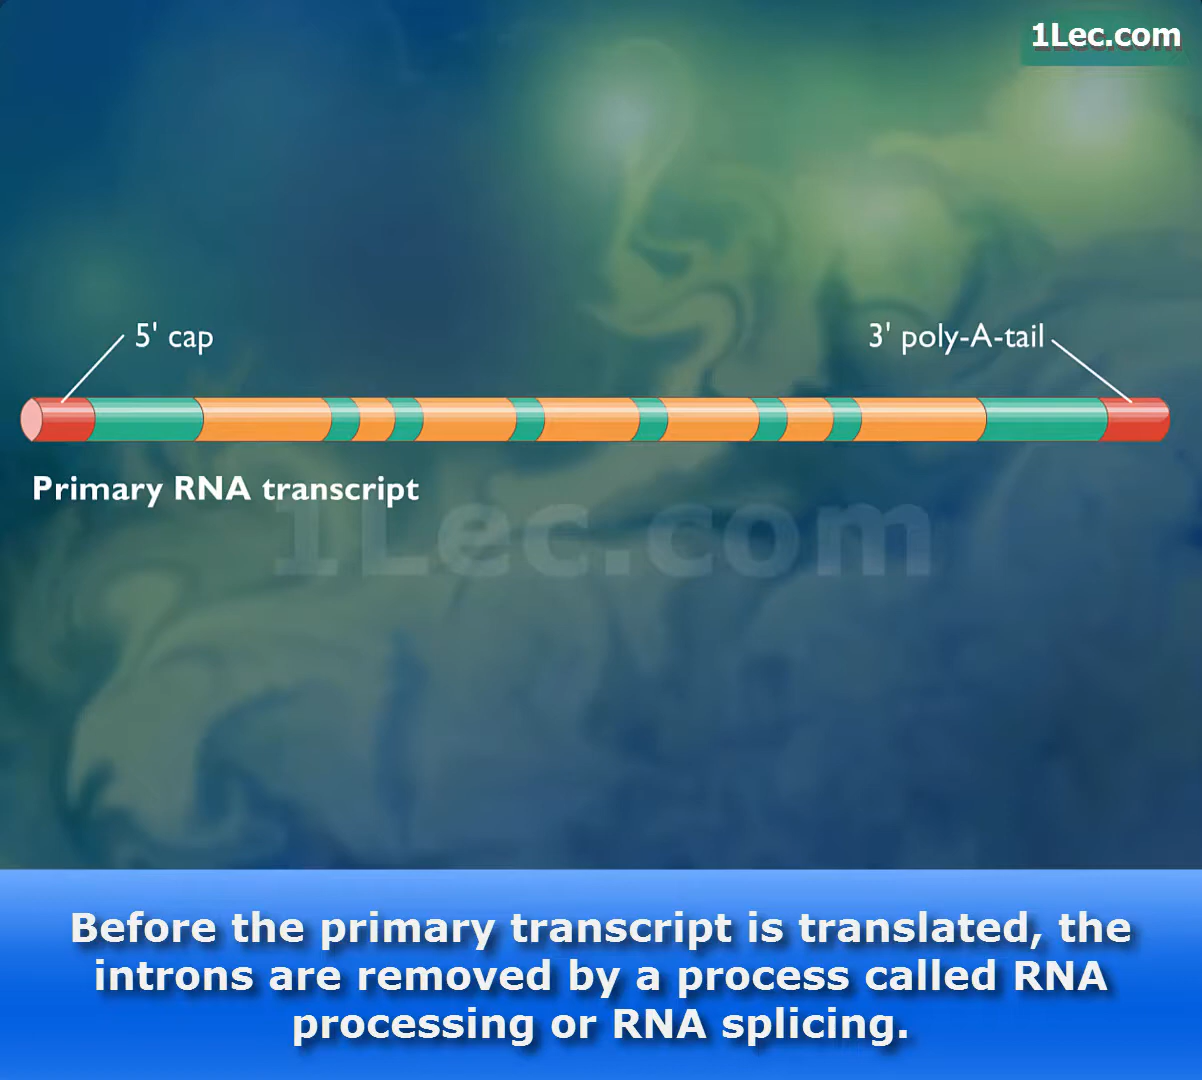 1Lec.com
5' cap
3' poly-A-tail
Primary RNA transcript
1Lec.com
Before the primary transcript is translated, the
introns are removed by a process called RNA
processing or RNA splicing.